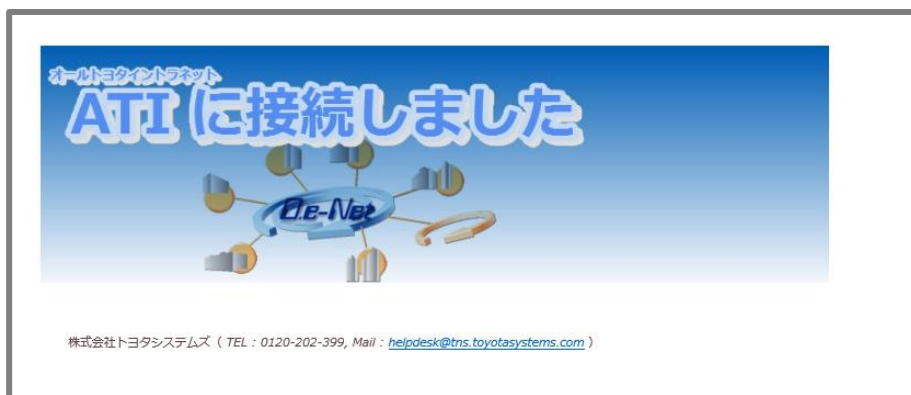 オールトヨタイントラネット
ATI に接続しました
D.e-Net
株式会社トヨタシステムズ ( TEL : 0120-202-399, Mail : helpdesk@tns.toyotasystems.com )